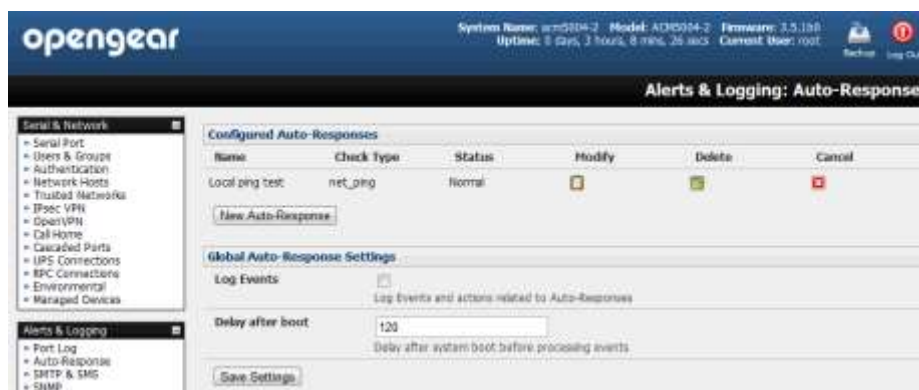 opengear
System Name: acm5004-2 Model: ACM5004-2 Firmware: 3.5.1b0
Uptime: 0 days, 3 hours, 8 mins, 26 secs Current User: root
Backup
Log Out
Alerts & Logging: Auto-Response
Serial & Network
Serial Port
Users & Groups
Authentication
Network Hosts
Trusted Networks
IPsec VPN
OpenVPN
Call Home
Cascaded Ports
UPS Connections
RPC Connections
Environmental
Managed Devices
Alerts & Logging
Port Log
Auto-Response
SMTP & SMS
SNMP
Configured Auto-Responses
Name Check Type Status Modify Delete Cancel
Local ping test net_ping Normal
New Auto-Response
Global Auto-Response Settings
Log Events
Log Events and actions related to Auto-Responses
Delay after boot
120
Delay after system boot before processing events
Save Settings